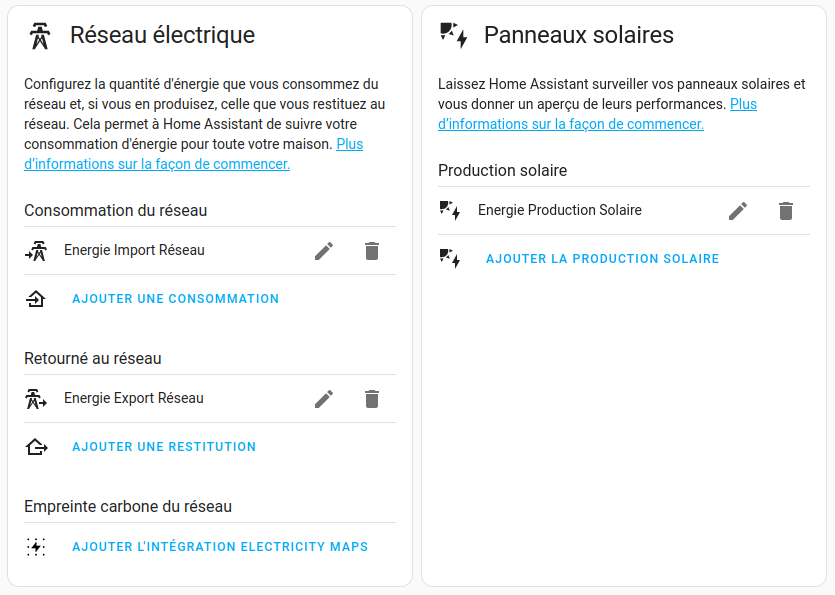 Réseau électrique
Configurez la quantité d'énergie que vous consommez du
réseau et, si vous en produisez, celle que vous restituez au
réseau. Cela permet à Home Assistant de suivre votre
consommation d'énergie pour toute votre maison. Plus
d'informations sur la façon de commencer.
Consommation du réseau
Energie Import Réseau
AJOUTER UNE CONSOMMATION
Retourné au réseau
Energie Export Réseau
AJOUTER UNE RESTITUTION
Empreinte carbone du réseau
AJOUTER L'INTÉGRATION ELECTRICITY MAPS
Panneaux solaires
Laissez Home Assistant surveiller vos panneaux solaires et
vous donner un aperçu de leurs performances. Plus
d'informations sur la façon de commencer.
Production solaire
Energie Production Solaire
AJOUTER LA PRODUCTION SOLAIRE